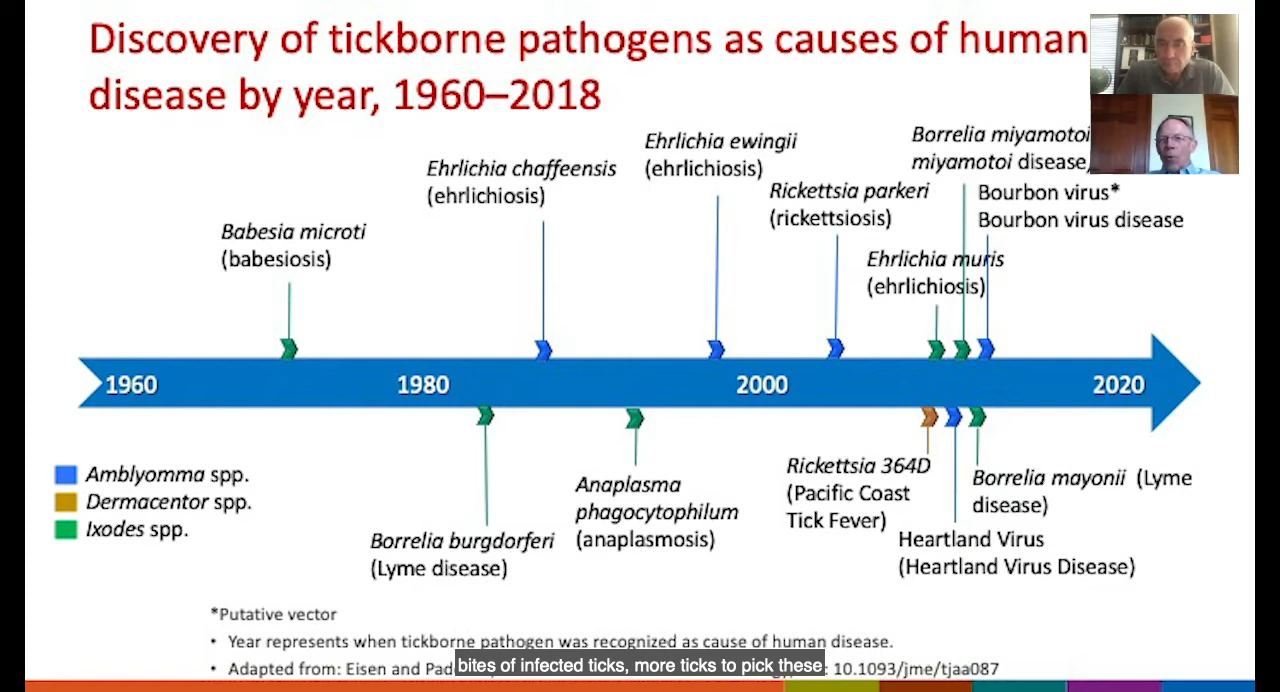 Discovery of tickborne pathogens as causes of human
disease by year, 1960–2018
Babesia microti
(babesiosis)
Ehrlichia chaffeensis
(ehrlichiosis)
Ehrlichia ewingii
(ehrlichiosis)
Rickettsia parkeri
(rickettsiosis)
Ehrlichia muris
(ehrlichiosis)
Borrelia miyamotoi
miyamotoi disease
Bourbon virus*
Bourbon virus disease
1960 1980 2000 2020
Amblyomma spp.
Dermacentor spp.
Ixodes spp.
Borrelia burgdorferi
(Lyme disease)
Anaplasma
phagocytophilum
(anaplasmosis)
Rickettsia 364D
(Pacific Coast
Tick Fever)
Heartland Virus
(Heartland Virus Disease)
Borrelia mayonii (Lyme
disease)
*Putative vector
• Year represents when tickborne pathogen was recognized as cause of human disease.
• Adapted from: Eisen and : 10.1093/jme/tjaa087
bites of infected ticks, more ticks to pick these